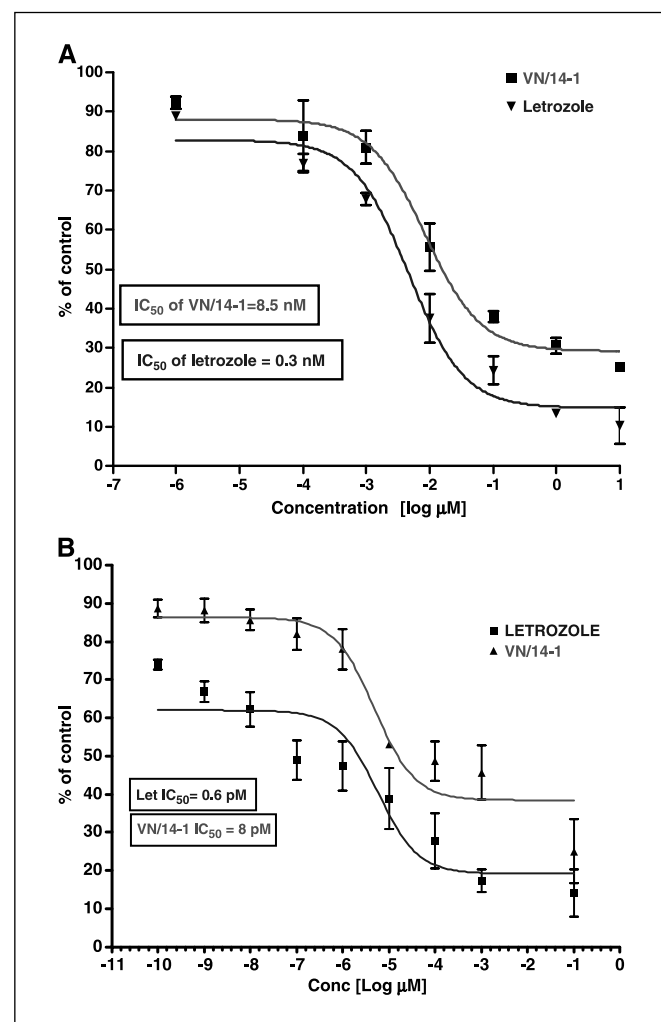 A
VN/14-1
Letrozole
100
90
80
70
60
50
40
30
20
10
0
% of control
IC50 of VN/14-1=8.5 nM
IC50 of letrozole = 0.3 nM
-7 -6 -5 -4 -3 -2 -1 0 1
Concentration [log µM]
B
LETROZOLE
VN/14-1
100
90
80
70
60
50
40
30
20
10
0
% of control
Let IC50= 0.6 pM
VN/14-1 IC50 = 8 pM
-11 -10 -9 -8 -7 -6 -5 -4 -3 -2 -1 0
Conc [Log µM]